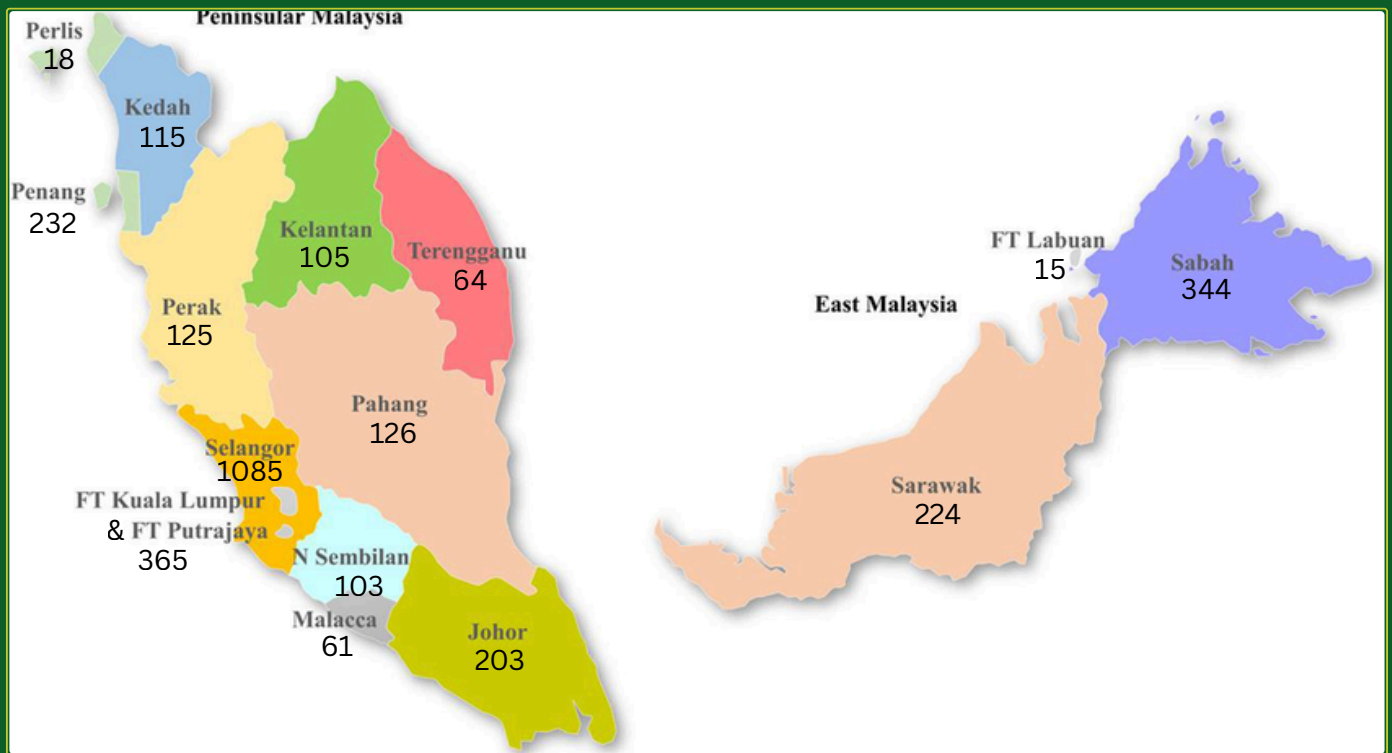 Peninsular Malaysia
Perlis
18
Kedah
115
Penang
232
Kelantan
105
Terengganu
64
Perak
125
Pahang
126
Selangor
1085
FT Kuala Lumpur
& FT Putrajaya
365
N Sembilan
103
Malacca
61
Johor
203
East Malaysia
FT Labuan
15
Sabah
344
Sarawak
224